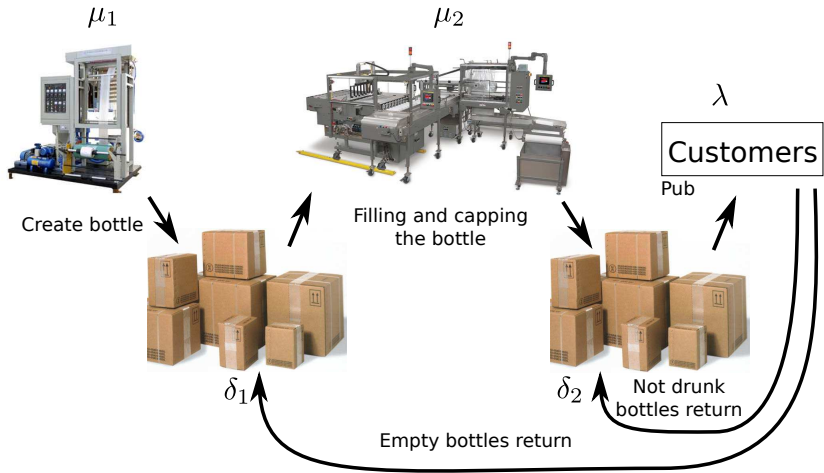 μ₁
μ₂
λ
Customers
Pub
Create bottle
Filling and capping
the bottle
δ₁
δ₂
Not drunk
bottles return
Empty bottles return